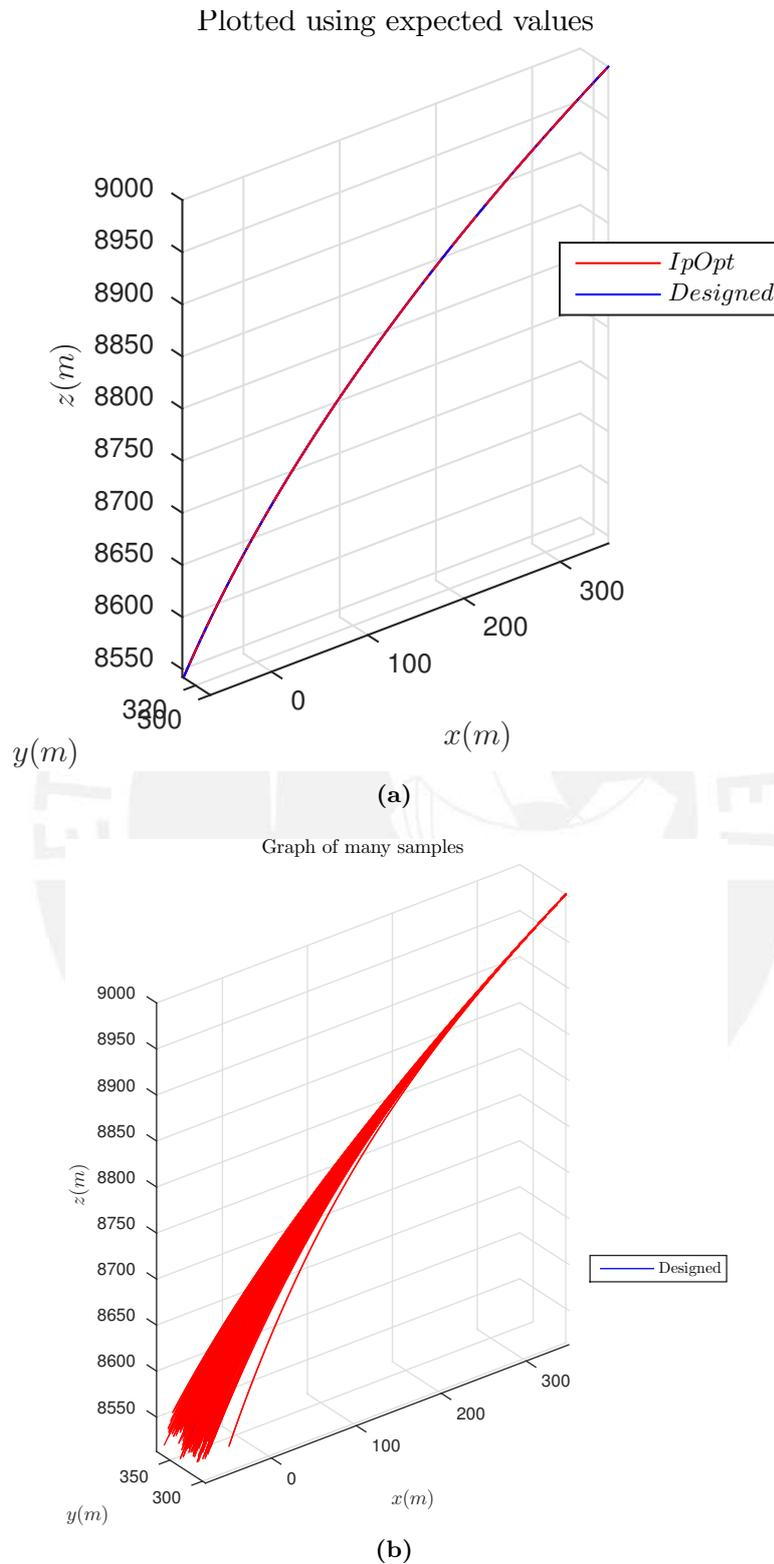 Plotted using expected values
9000
8950
8900
8850
8800
8750
8700
8650
8600
8550
z(m)
IpOpt
Designed
300
200
100
0
320
300
y(m)
x(m)
(a)
Graph of many samples
9000
8950
8900
8850
8800
8750
8700
8650
8600
8550
z(m)
Designed
300
200
100
0
350
300
y(m)
x(m)
(b)